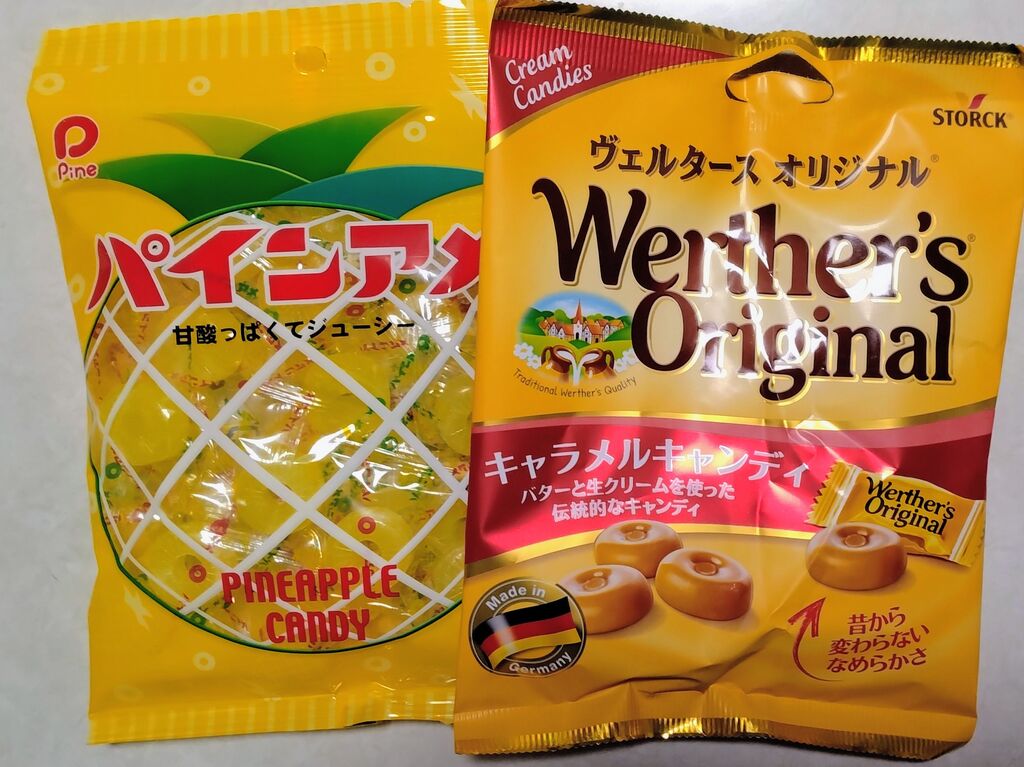 Pine
パインアメ
甘酸っぱくてジューシー
PINEAPPLE
CANDY
Cream
Candies
STORCK
ヴェルタース オリジナル®
Werther's
Original
Traditional Werther's Quality
キャラメルキャンディ
バターと生クリームを使った
伝統的なキャンディ
Werther's
Original
Made in
Germany
昔から
変わらない
なめらかさ